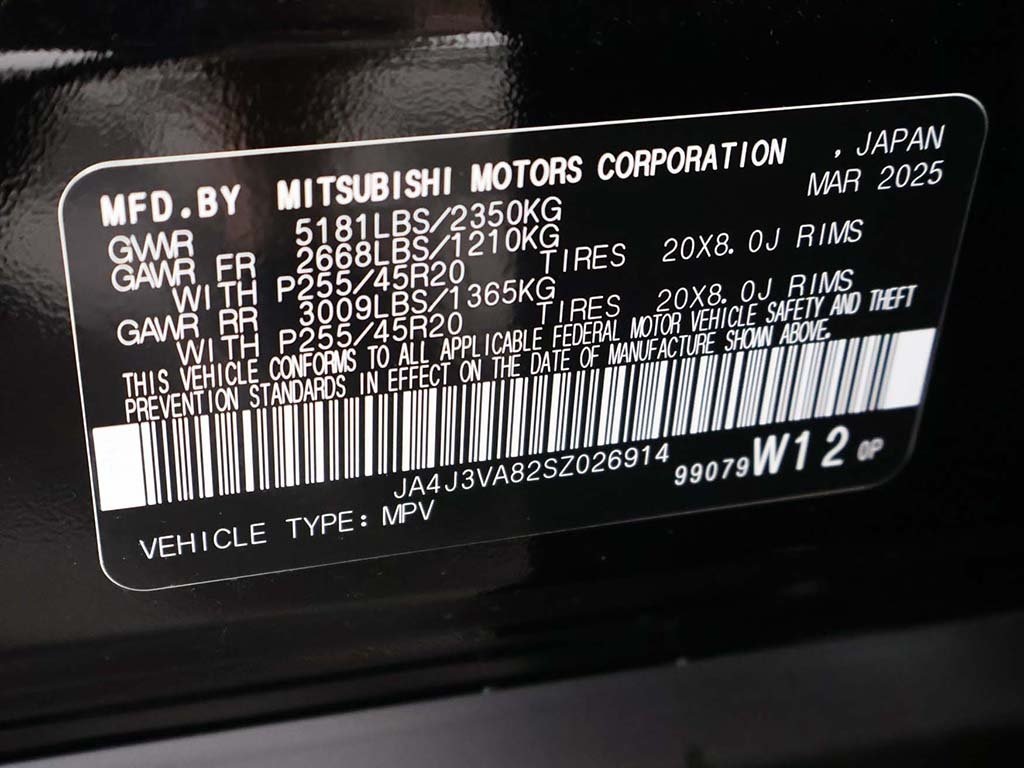 MFD.BY MITSUBISHI MOTORS CORPORATION , JAPAN
MAR 2025
GVWR 5181LBS/2350KG
GAWR FR 2668LBS/1210KG
WITH P255/45R20 TIRES 20X8.0J RIMS
GAWR RR 3009LBS/1365KG
WITH P255/45R20 TIRES 20X8.0J RIMS
THIS VEHICLE CONFORMS TO ALL APPLICABLE FEDERAL MOTOR VEHICLE SAFETY AND THEFT
PREVENTION STANDARDS IN EFFECT ON THE DATE OF MANUFACTURE SHOWN ABOVE.
JA4J3VA82SZ026914
99079W12 0P
VEHICLE TYPE: MPV